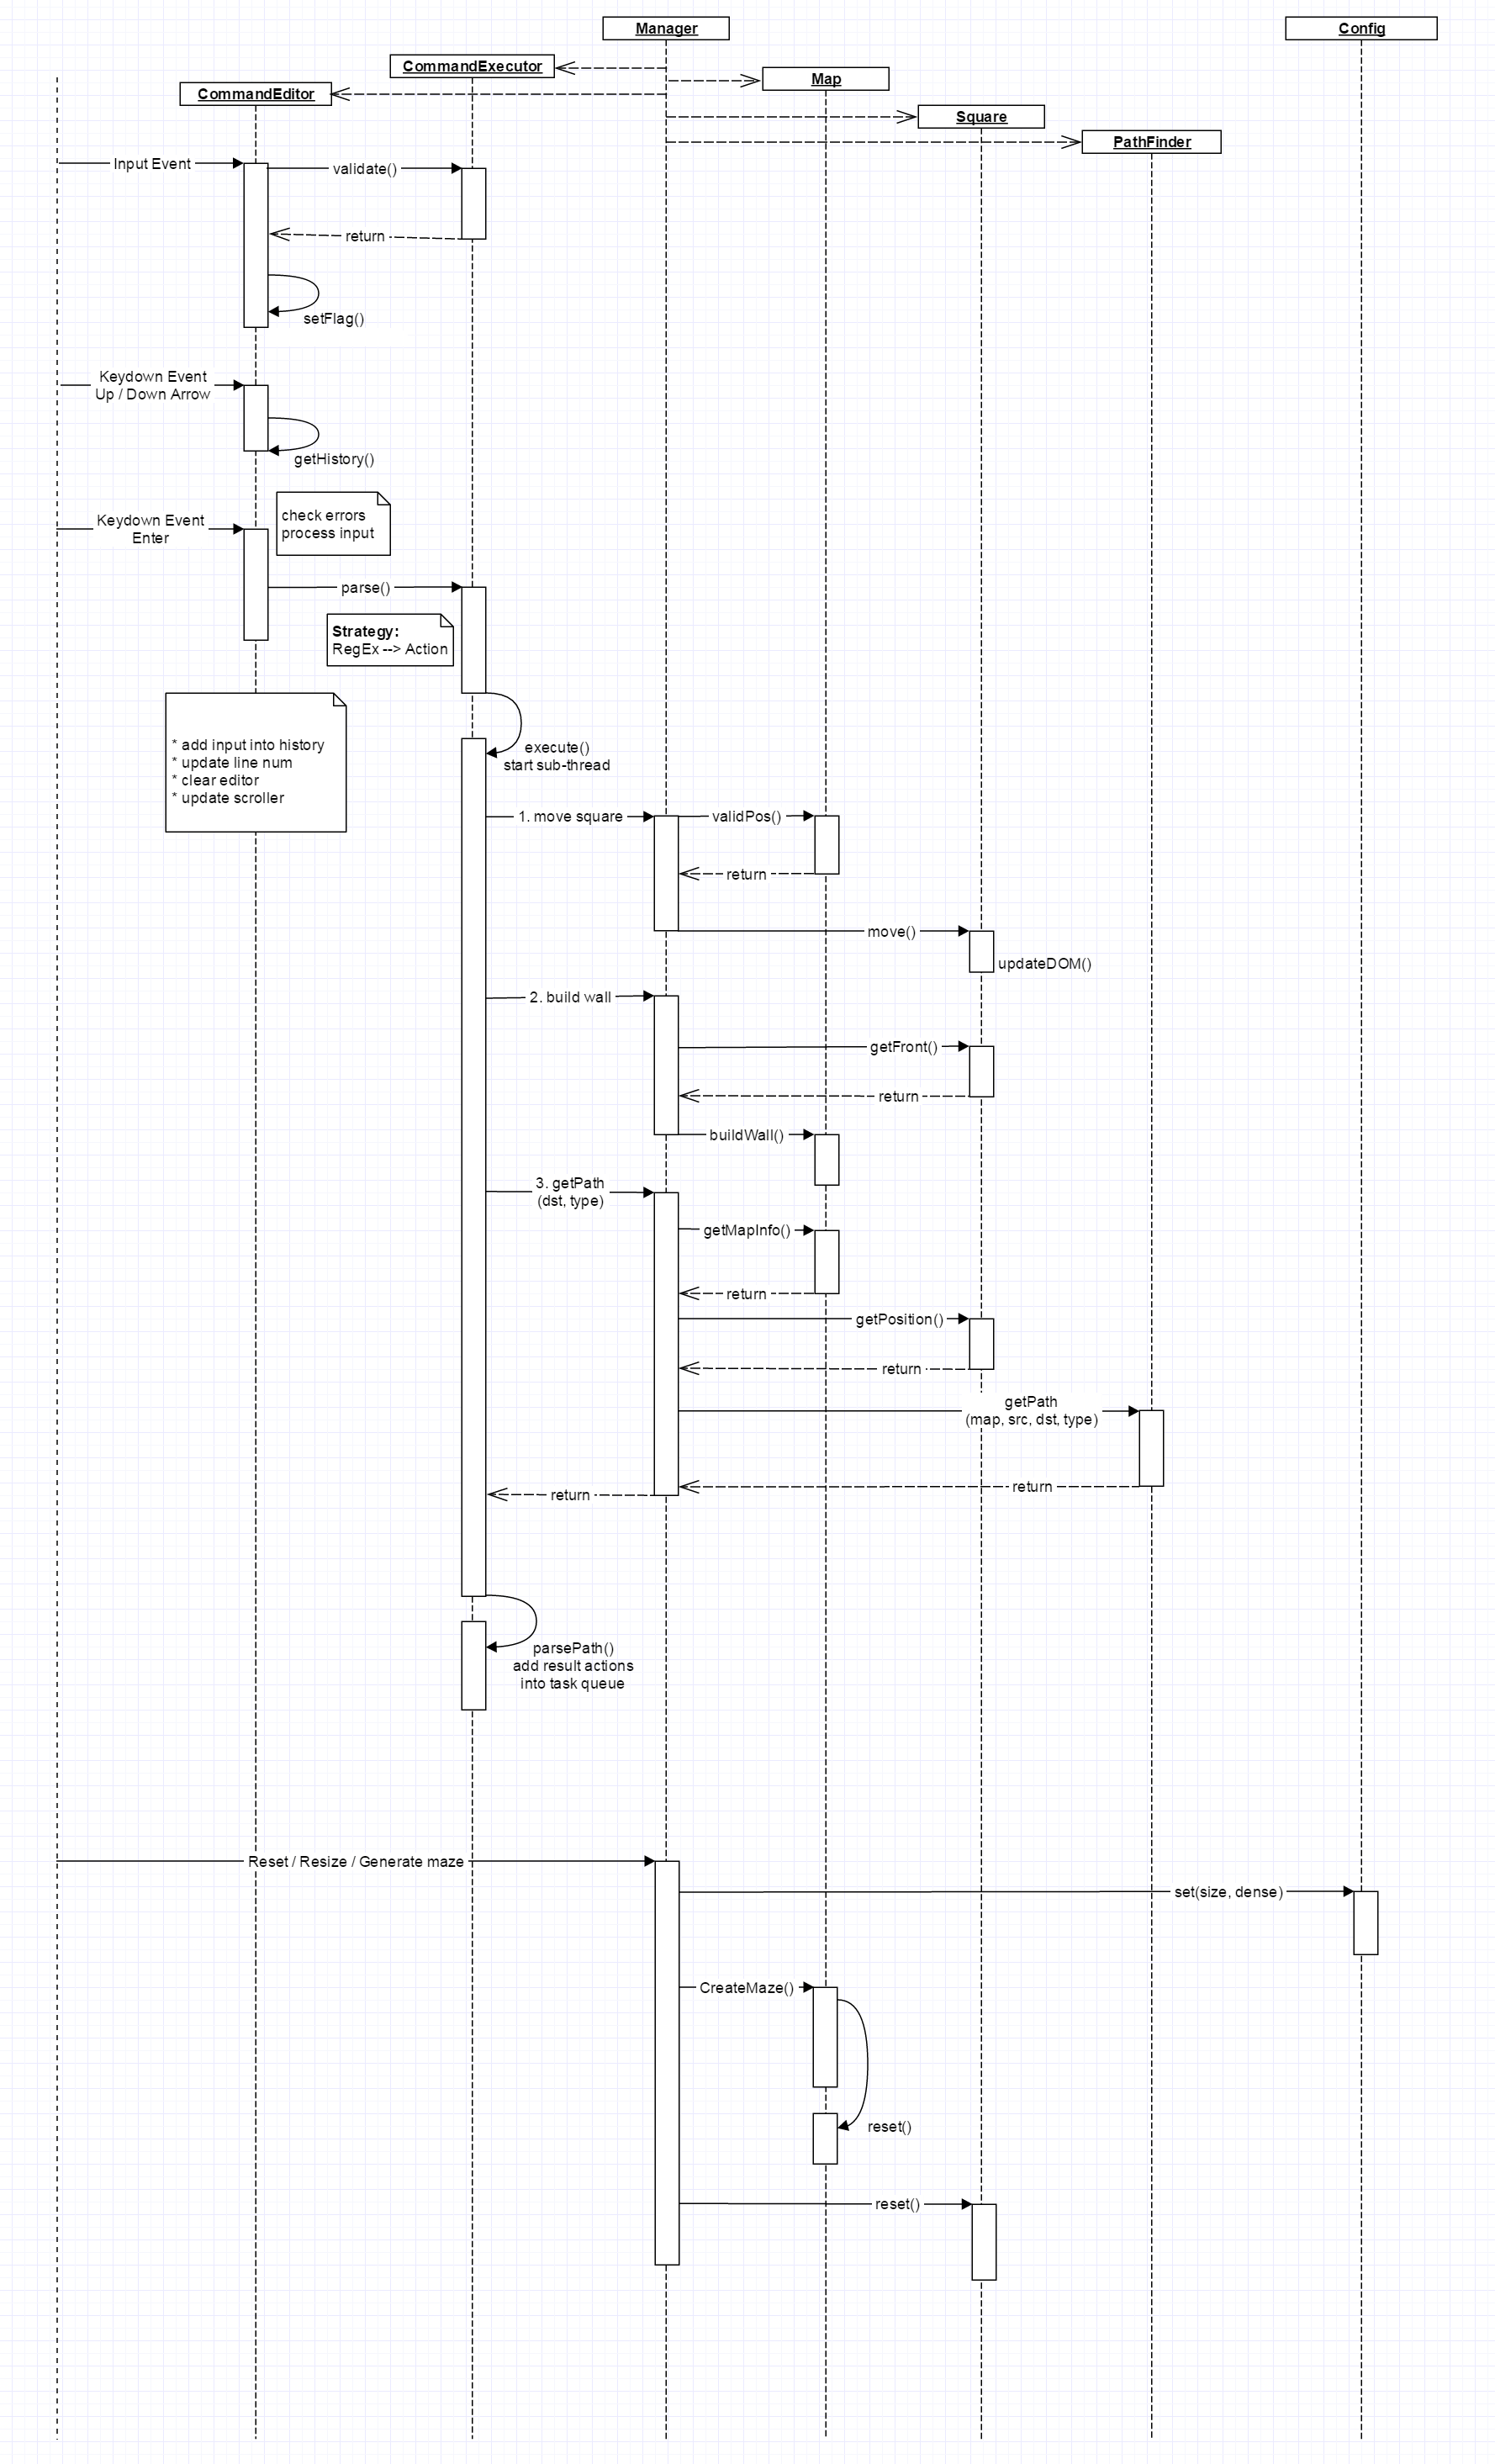 Manager
Config
CommandExecutor
Map
CommandEditor
Square
PathFinder
Input Event
validate()
return
setFlag()
Keydown Event
Up / Down Arrow
getHistory()
check errors
process input
Keydown Event
Enter
parse()
Strategy:
RegEx --> Action
* add input into history
* update line num
* clear editor
* update scroller
execute()
start sub-thread
1. move square
validPos()
return
move()
updateDOM()
2. build wall
getFront()
return
buildWall()
3. getPath
(dst, type)
getMapInfo()
return
getPosition()
return
getPath
(map, src, dst, type)
return
return
parsePath()
add result actions
into task queue
Reset / Resize / Generate maze
set(size, dense)
CreateMaze()
reset()
reset()